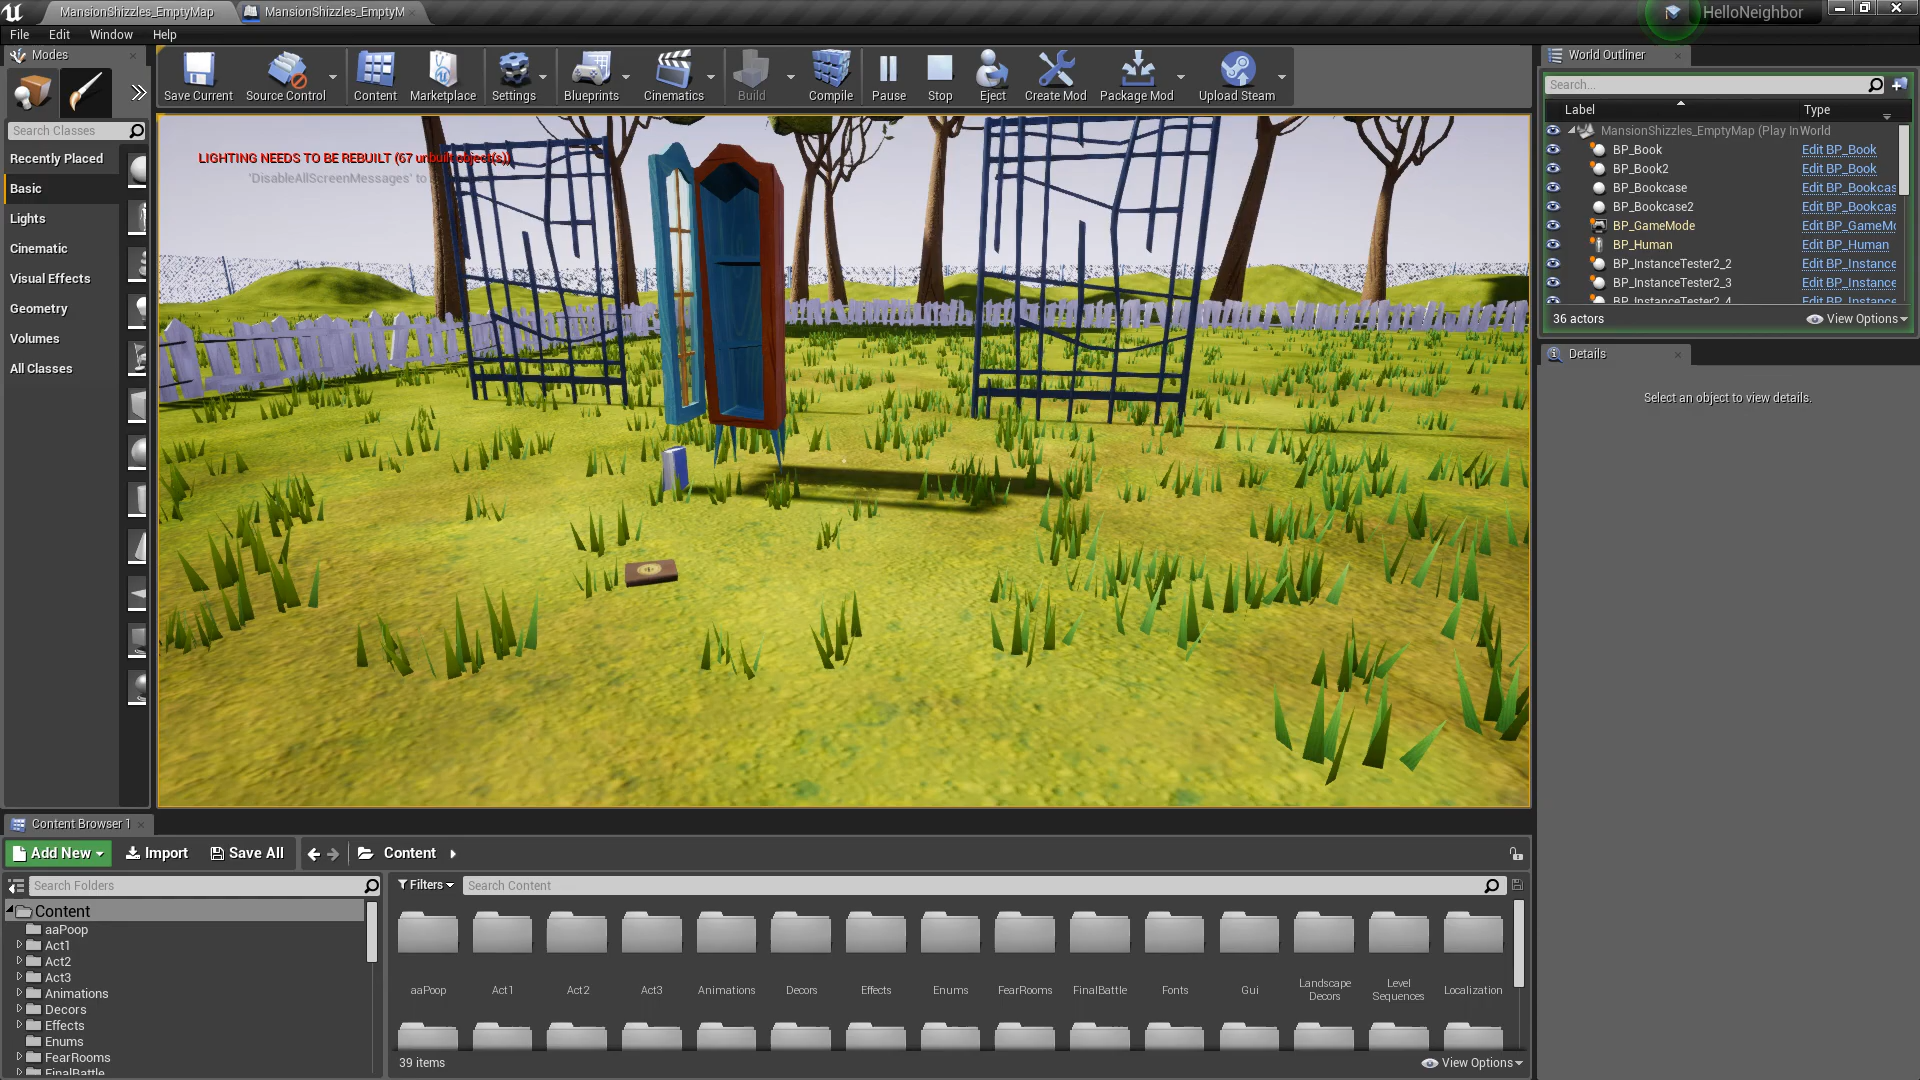 MansionShizzles_EmptyMap
MansionShizzles_EmptyM
HelloNeighbor
File Edit Window Help
Modes
Search Classes
Recently Placed
Basic
Lights
Cinematic
Visual Effects
Geometry
Volumes
All Classes
Save Current
Source Control
Content
Marketplace
Settings
Blueprints
Cinematics
Build
Compile
Pause
Stop
Eject
Create Mod
Package Mod
Upload Steam
LIGHTING NEEDS TO BE REBUILT (67 unbuilt object(s))
'DisableAllScreenMessages' to
World Outliner
Search...
Label Type
MansionShizzles_EmptyMap (Play In World
BP_Book Edit BP_Book
BP_Book2 Edit BP_Book
BP_Bookcase Edit BP_Bookcas
BP_Bookcase2 Edit BP_Bookcas
BP_GameMode Edit BP_GameMo
BP_Human Edit BP_Human
BP_InstanceTester2_2 Edit BP_Instance
BP_InstanceTester2_3 Edit BP_Instance
BP_InstanceTester2_4 Edit BP_Instance
36 actors View Options
Details
Select an object to view details.
Content Browser 1
Add New Import Save All Content
Search Folders
Content
aaPoop
Act1
Act2
Act3
Animations
Decors
Effects
Enums
FearRooms
FinalBattle
Filters Search Content
aaPoop Act1 Act2 Act3 Animations Decors Effects Enums FearRooms FinalBattle Fonts Gui Landscape Decors Level Sequences Localization
39 items View Options